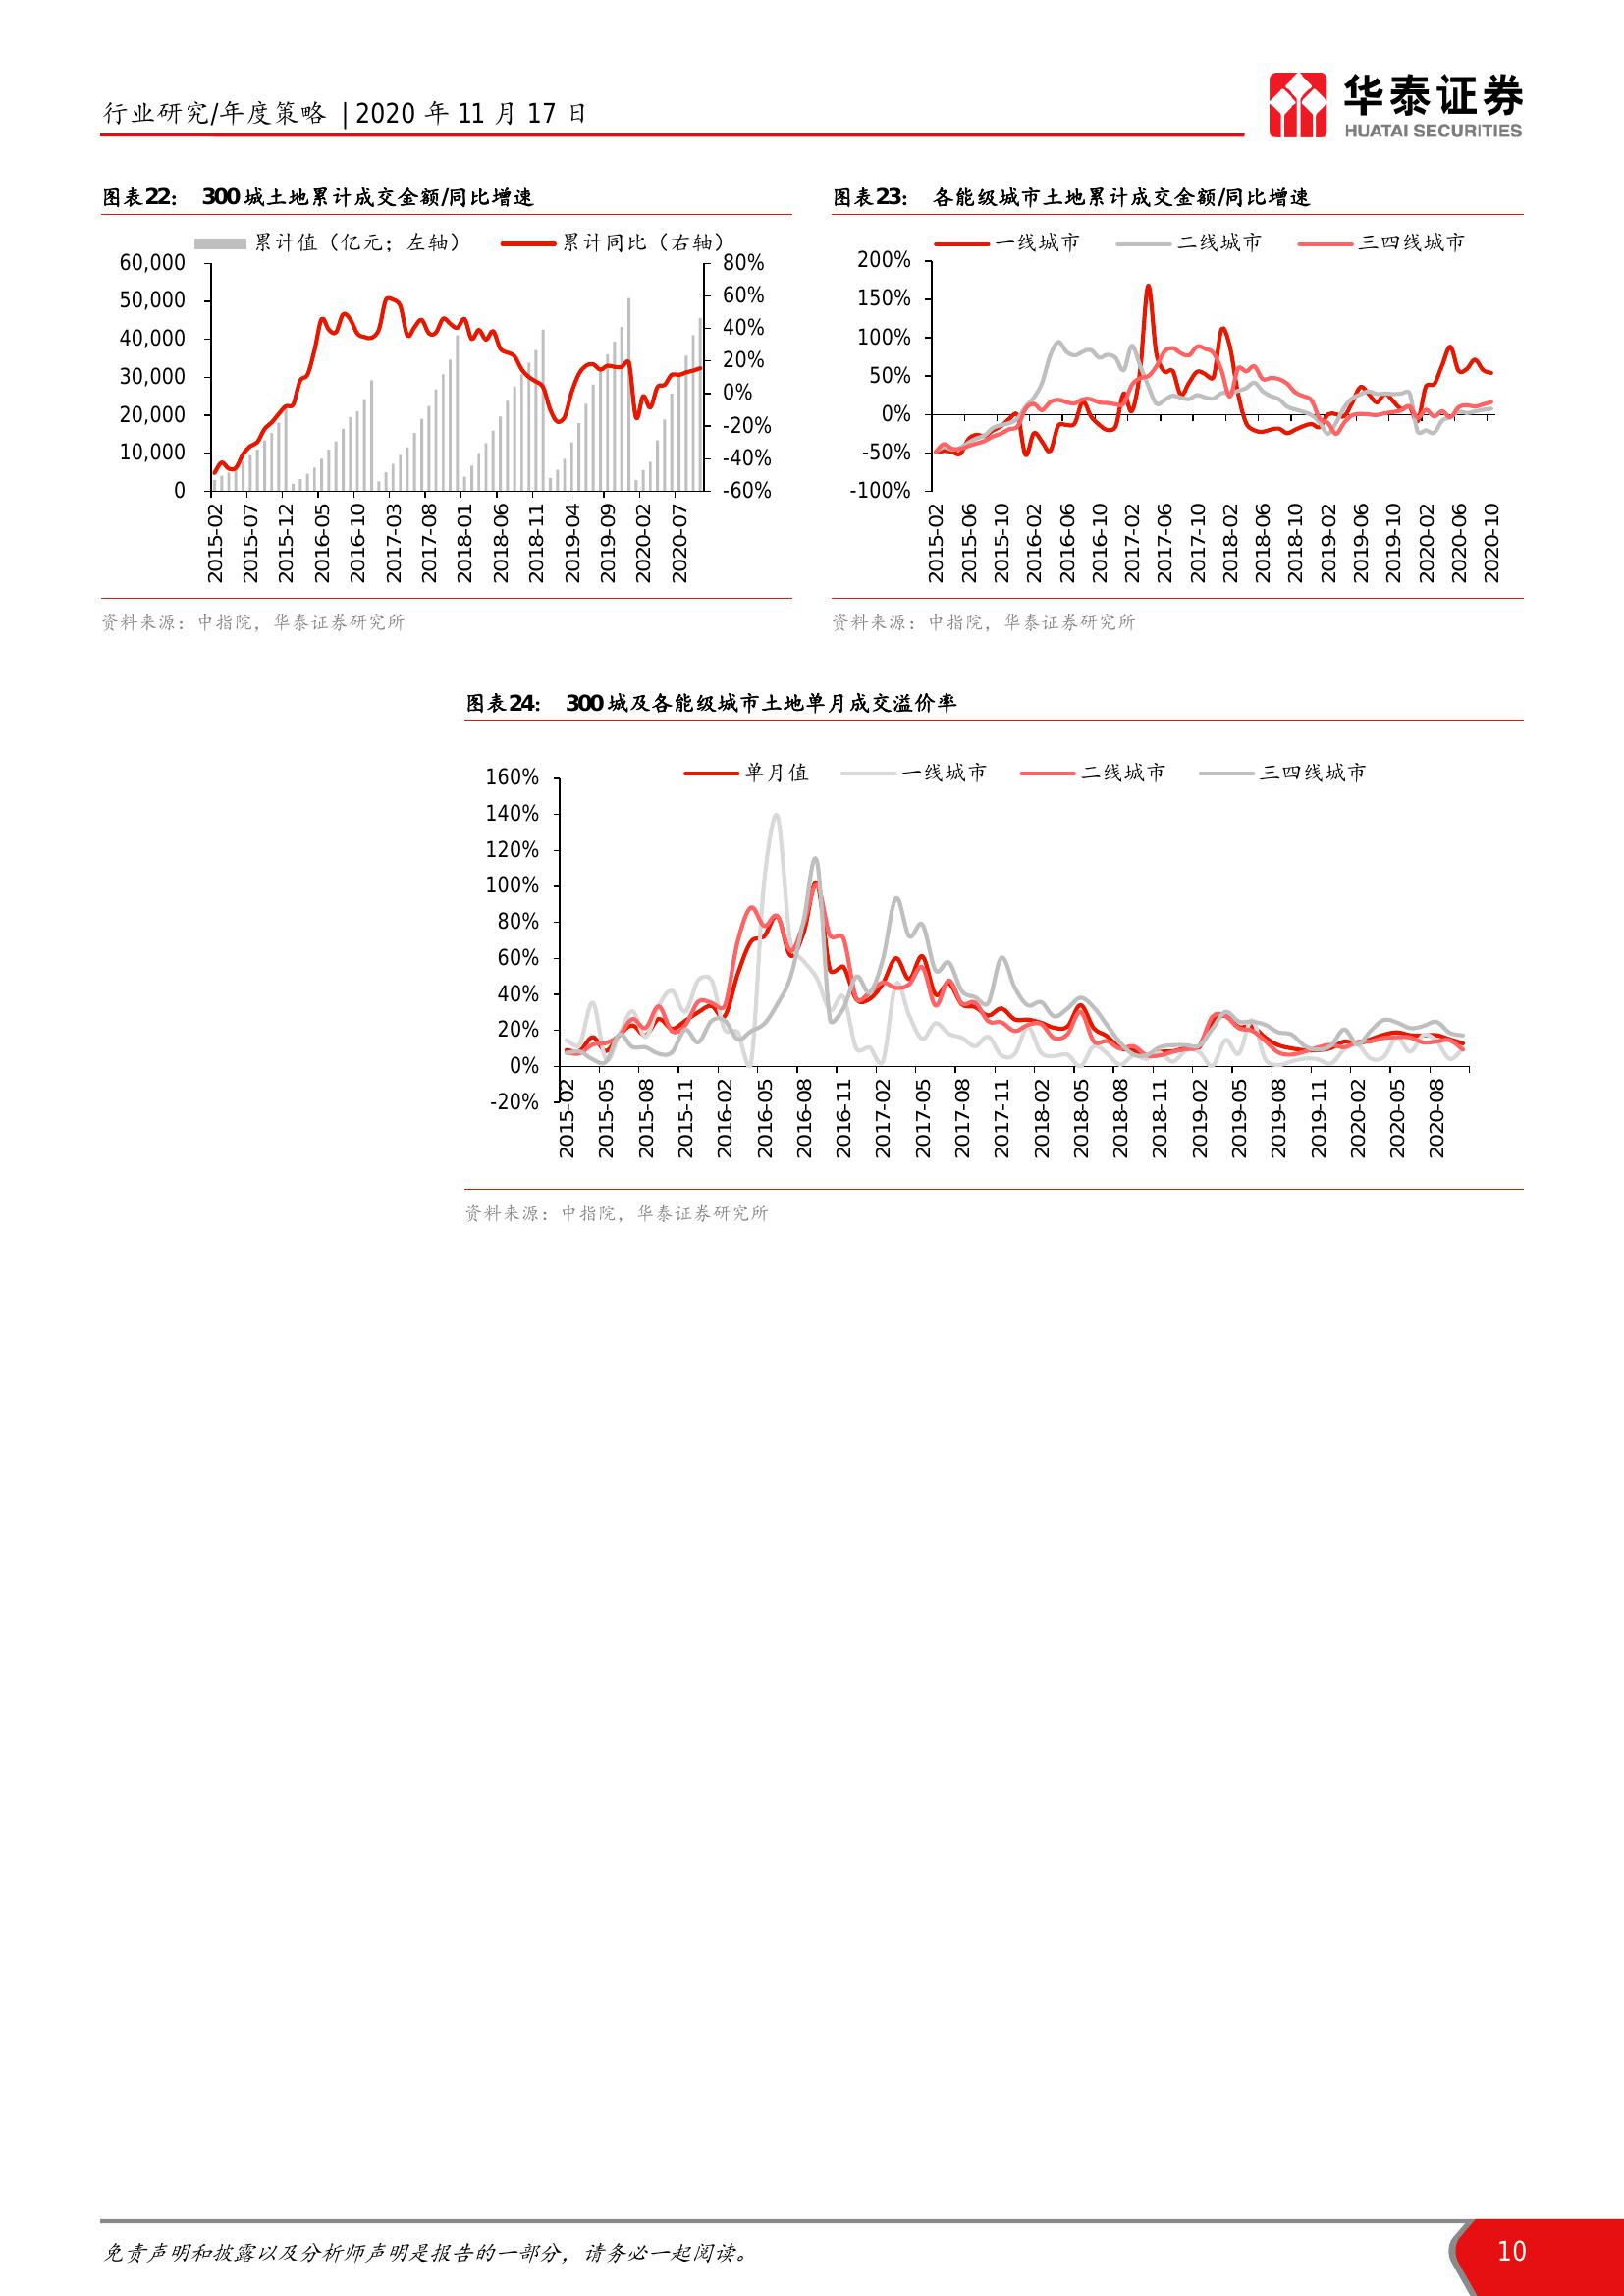 行业研究/年度策略 | 2020 年 11 月 17 日
华泰证券
HUATAI SECURITIES
图表22: 300 城土地累计成交金额/同比增速
累计值（亿元；左轴） 累计同比（右轴）
60,000
50,000
40,000
30,000
20,000
10,000
0
80%
60%
40%
20%
0%
-20%
-40%
-60%
2015-02 2015-07 2015-12 2016-05 2016-10 2017-03 2017-08 2018-01 2018-06 2018-11 2019-04 2019-09 2020-02 2020-07
资料来源：中指院，华泰证券研究所
图表23: 各能级城市土地累计成交金额/同比增速
一线城市 二线城市 三四线城市
200%
150%
100%
50%
0%
-50%
-100%
2015-02 2015-06 2015-10 2016-02 2016-06 2016-10 2017-02 2017-06 2017-10 2018-02 2018-06 2018-10 2019-02 2019-06 2019-10 2020-02 2020-06 2020-10
资料来源：中指院，华泰证券研究所
图表24: 300 城及各能级城市土地单月成交溢价率
单月值 一线城市 二线城市 三四线城市
160%
140%
120%
100%
80%
60%
40%
20%
0%
-20%
2015-02 2015-05 2015-08 2015-11 2016-02 2016-05 2016-08 2016-11 2017-02 2017-05 2017-08 2017-11 2018-02 2018-05 2018-08 2018-11 2019-02 2019-05 2019-08 2019-11 2020-02 2020-05 2020-08
资料来源：中指院，华泰证券研究所
免责声明和披露以及分析师声明是报告的一部分，请务必一起阅读。
10